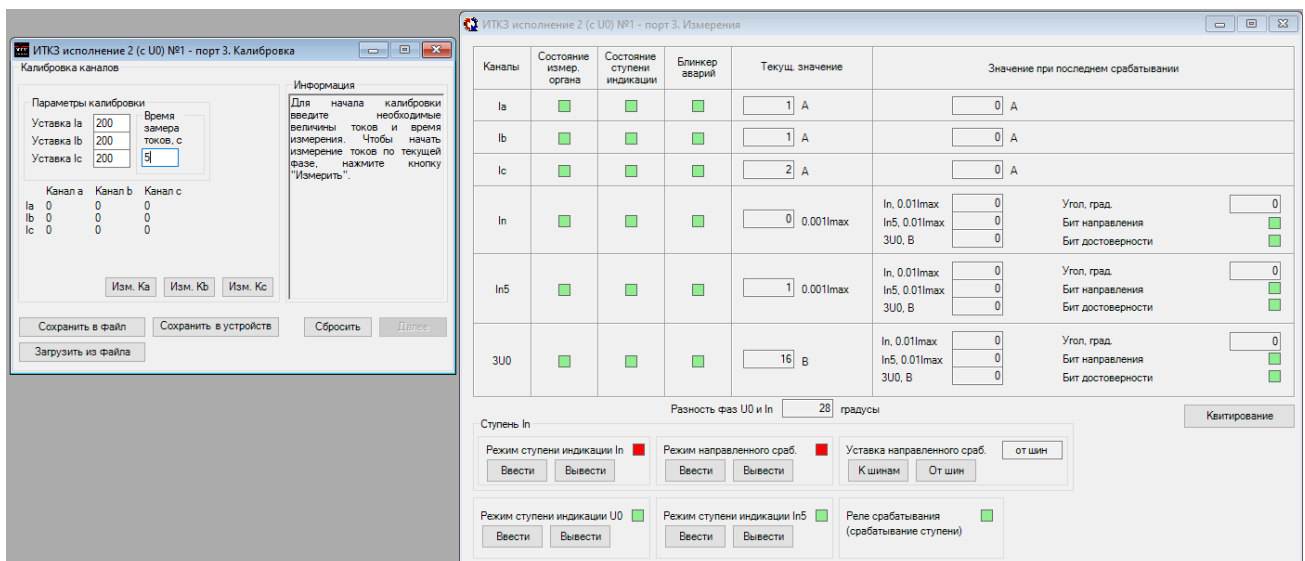 ИТКЗ исполнение 2 (с U0) №1 - порт 3. Калибровка
Калибровка каналов
Параметры калибровки
Уставка Ia 200
Уставка Ib 200
Уставка Ic 200
Время
замера
токов, с
5
Канал a Канал b Канал c
Ia 0 0 0
Ib 0 0 0
Ic 0 0 0
Изм. Ka Изм. Kb Изм. Kc
Информация
Для начала калибровки
введите необходимые
величины токов и время
измерения. Чтобы начать
измерение токов по текущей
фазе, нажмите кнопку
"Измерить".
Сохранить в файл Сохранить в устройств Сбросить Далее
Загрузить из файла
ИТКЗ исполнение 2 (с U0) №1 - порт 3. Измерения
Каналы
Состояние
измер.
органа
Состояние
ступени
индикации
Блинкер
аварий
Текущ. значение
Значение при последнем срабатывании
Ia 1 A 0 A
Ib 1 A 0 A
Ic 2 A 0 A
In 0 0.001Imax
In, 0.01Imax 0 Угол, град. 0
In5, 0.01Imax 0 Бит направления
3U0, В 0 Бит достоверности
In5 1 0.001Imax
In, 0.01Imax 0 Угол, град. 0
In5, 0.01Imax 0 Бит направления
3U0, В 0 Бит достоверности
3U0 16 В
In, 0.01Imax 0 Угол, град. 0
In5, 0.01Imax 0 Бит направления
3U0, В 0 Бит достоверности
Разность фаз U0 и In 28 градусы
Квитирование
Ступень In
Режим ступени индикации In
Ввести Вывести
Режим направленного сраб.
Ввести Вывести
Уставка направленного сраб. от шин
К шинам От шин
Режим ступени индикации U0
Ввести Вывести
Режим ступени индикации In5
Ввести Вывести
Реле срабатывания
(срабатывание ступени)